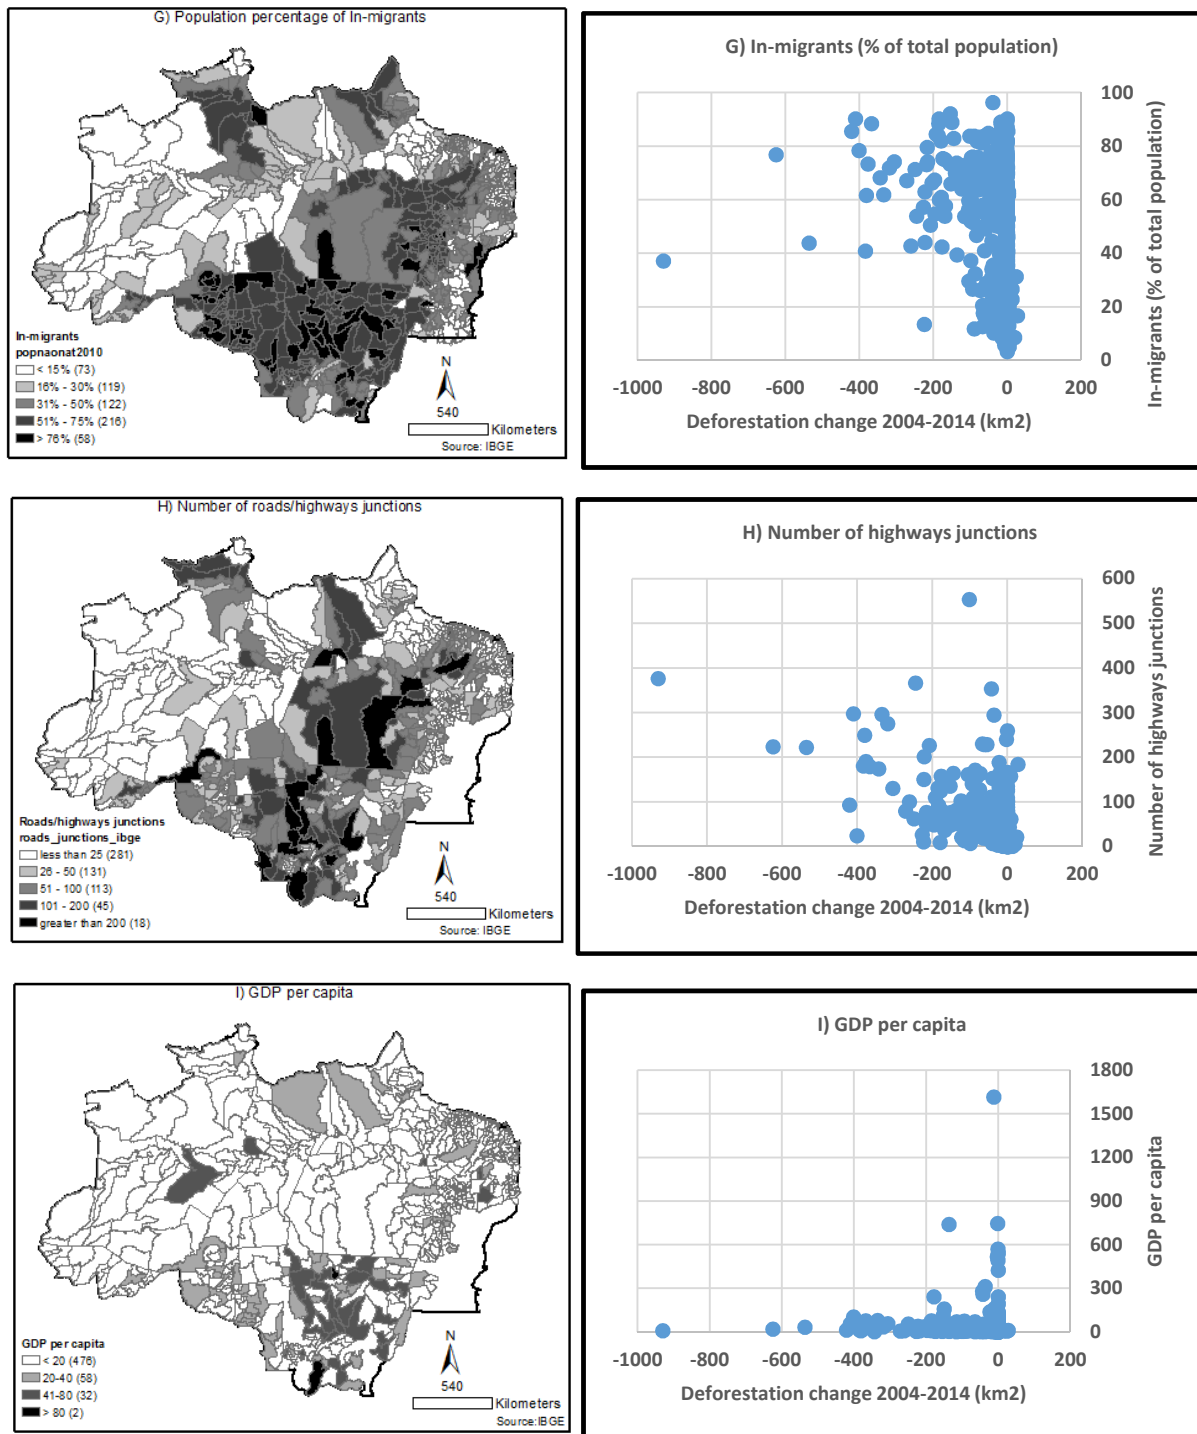 G) Population percentage of In-migrants
In-migrants
popnaonat2010
< 15% (73)
16% - 30% (119)
31% - 50% (122)
51% - 75% (216)
> 76% (58)
N
540
Kilometers
Source: IBGE
G) In-migrants (% of total population)
100
80
60
40
20
0
In-migrants (% of total population)
-1000 -800 -600 -400 -200 0 200
Deforestation change 2004-2014 (km2)
H) Number of roads/highways junctions
Roads/highways junctions
roads_junctions_ibge
less than 25 (281)
26 - 50 (131)
51 - 100 (113)
101 - 200 (45)
greater than 200 (18)
N
540
Kilometers
Source: IBGE
H) Number of highways junctions
600
500
400
300
200
100
0
Number of highways junctions
-1000 -800 -600 -400 -200 0 200
Deforestation change 2004-2014 (km2)
I) GDP per capita
GDP per capita
< 20 (476)
20-40 (58)
41-80 (32)
> 80 (2)
N
540
Kilometers
Source:IBGE
I) GDP per capita
1800
1500
1200
900
600
300
0
GDP per capita
-1000 -800 -600 -400 -200 0 200
Deforestation change 2004-2014 (km2)